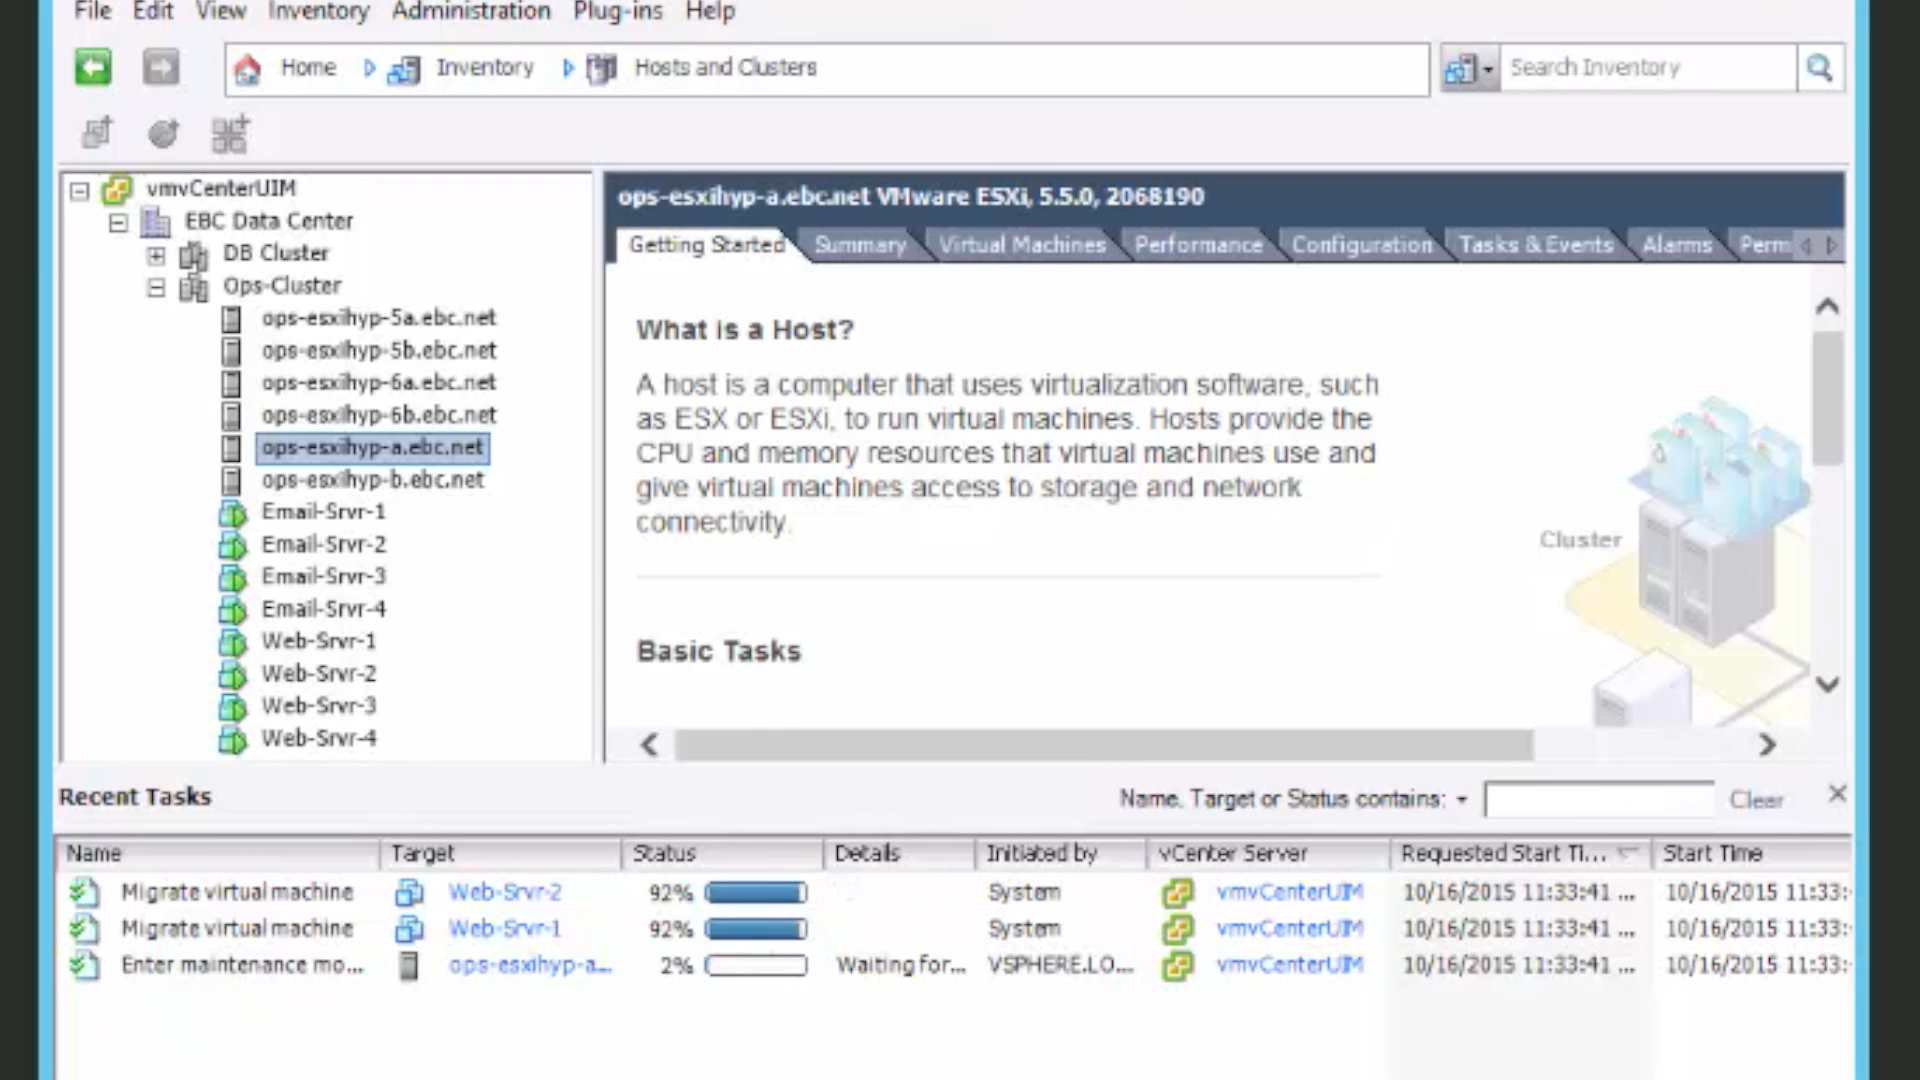 File Edit View Inventory Administration Plug-ins Help
Home Inventory Hosts and Clusters Search Inventory
vmvCenterUIM
EBC Data Center
DB Cluster
Ops-Cluster
ops-esxihyp-5a.ebc.net
ops-esxihyp-5b.ebc.net
ops-esxihyp-6a.ebc.net
ops-esxihyp-6b.ebc.net
ops-esxihyp-a.ebc.net
ops-esxihyp-b.ebc.net
Email-Srvr-1
Email-Srvr-2
Email-Srvr-3
Email-Srvr-4
Web-Srvr-1
Web-Srvr-2
Web-Srvr-3
Web-Srvr-4
ops-esxihyp-a.ebc.net VMware ESXi, 5.5.0, 2068190
Getting Started Summary Virtual Machines Performance Configuration Tasks & Events Alarms Perm
What is a Host?
A host is a computer that uses virtualization software, such
as ESX or ESXi, to run virtual machines. Hosts provide the
CPU and memory resources that virtual machines use and
give virtual machines access to storage and network
connectivity.
Cluster
Basic Tasks
Recent Tasks Name, Target or Status contains: Clear
Name Target Status Details Initiated by vCenter Server Requested Start Ti... Start Time
Migrate virtual machine Web-Srvr-2 92% System vmvCenterUIM 10/16/2015 11:33:41 ... 10/16/2015 11:33:
Migrate virtual machine Web-Srvr-1 92% System vmvCenterUIM 10/16/2015 11:33:41 ... 10/16/2015 11:33:
Enter maintenance mo... ops-esxihyp-a... 2% Waiting for... VSPHERE.LO... vmvCenterUIM 10/16/2015 11:33:41 ... 10/16/2015 11:33: